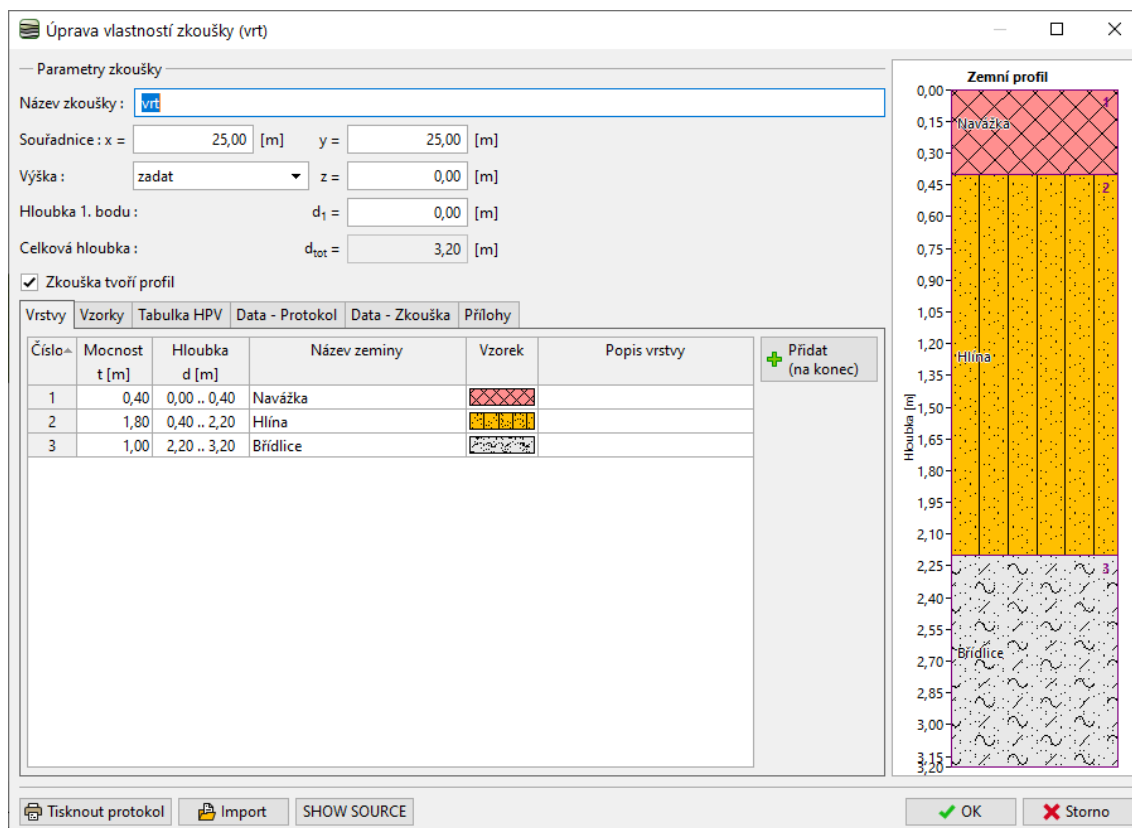 Úprava vlastností zkoušky (vrt)
Parametry zkoušky
Název zkoušky : vrt
Souřadnice : x = 25,00 [m] y = 25,00 [m]
Výška : zadat z = 0,00 [m]
Hloubka 1. bodu : d1 = 0,00 [m]
Celková hloubka : dtot = 3,20 [m]
Zkouška tvoří profil
Vrstvy Vzorky Tabulka HPV Data - Protokol Data - Zkouška Přílohy
Číslo Mocnost Hloubka Název zeminy Vzorek Popis vrstvy
t [m] d [m]
1 0,40 0,00 .. 0,40 Navážka
2 1,80 0,40 .. 2,20 Hlína
3 1,00 2,20 .. 3,20 Břídlice
Přidat
(na konec)
Zemní profil
0,00
1
0,15
Navážka
0,30
0,45
2
0,60
0,75
0,90
1,05
1,20
Hlína
1,35
1,50
Hloubka [m]
1,65
1,80
1,95
2,10
2,25
3
2,40
2,55
Břídlice
2,70
2,85
3,00
3,15
3,20
Tisknout protokol Import SHOW SOURCE OK Storno